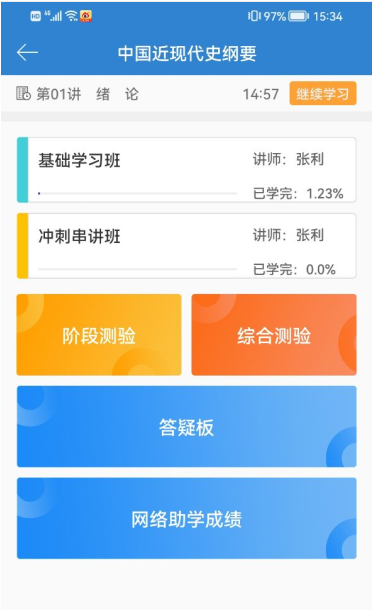 HD 97% 15:34
中国近现代史纲要
第01讲 绪 论 14:57 继续学习
基础学习班 讲师：张利
已学完：1.23%
冲刺串讲班 讲师：张利
已学完：0.0%
阶段测验 综合测验
答疑板
网络助学成绩